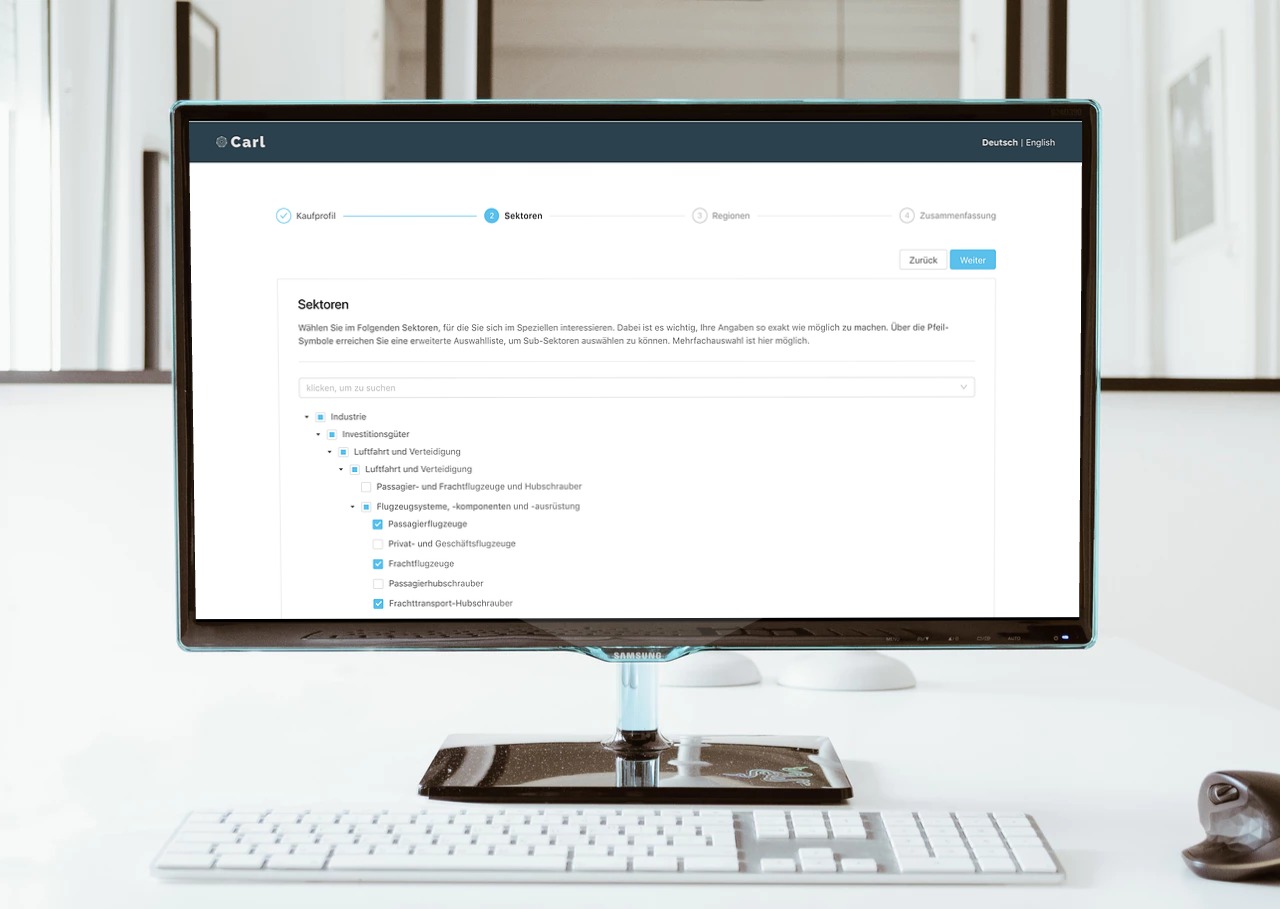 Carl
Deutsch | English
Kaufprofil
2 Sektoren
3 Regionen
4 Zusammenfassung
Zurück
Weiter
Sektoren
Wählen Sie im Folgenden Sektoren, für die Sie sich im Speziellen interessieren. Dabei ist es wichtig, Ihre Angaben so exakt wie möglich zu machen. Über die Pfeil-
Symbole erreichen Sie eine erweiterte Auswahlliste, um Sub-Sektoren auswählen zu können. Mehrfachauswahl ist hier möglich.
klicken, um zu suchen
Industrie
Investitionsgüter
Luftfahrt und Verteidigung
Luftfahrt und Verteidigung
Passagier- und Frachtflugzeuge und Hubschrauber
Flugzeugsysteme, -komponenten und -ausrüstung
Passagierflugzeuge
Privat- und Geschäftsflugzeuge
Frachtflugzeuge
Passagierhubschrauber
Frachttransport-Hubschrauber
MENU
AUTO
SAMSUNG